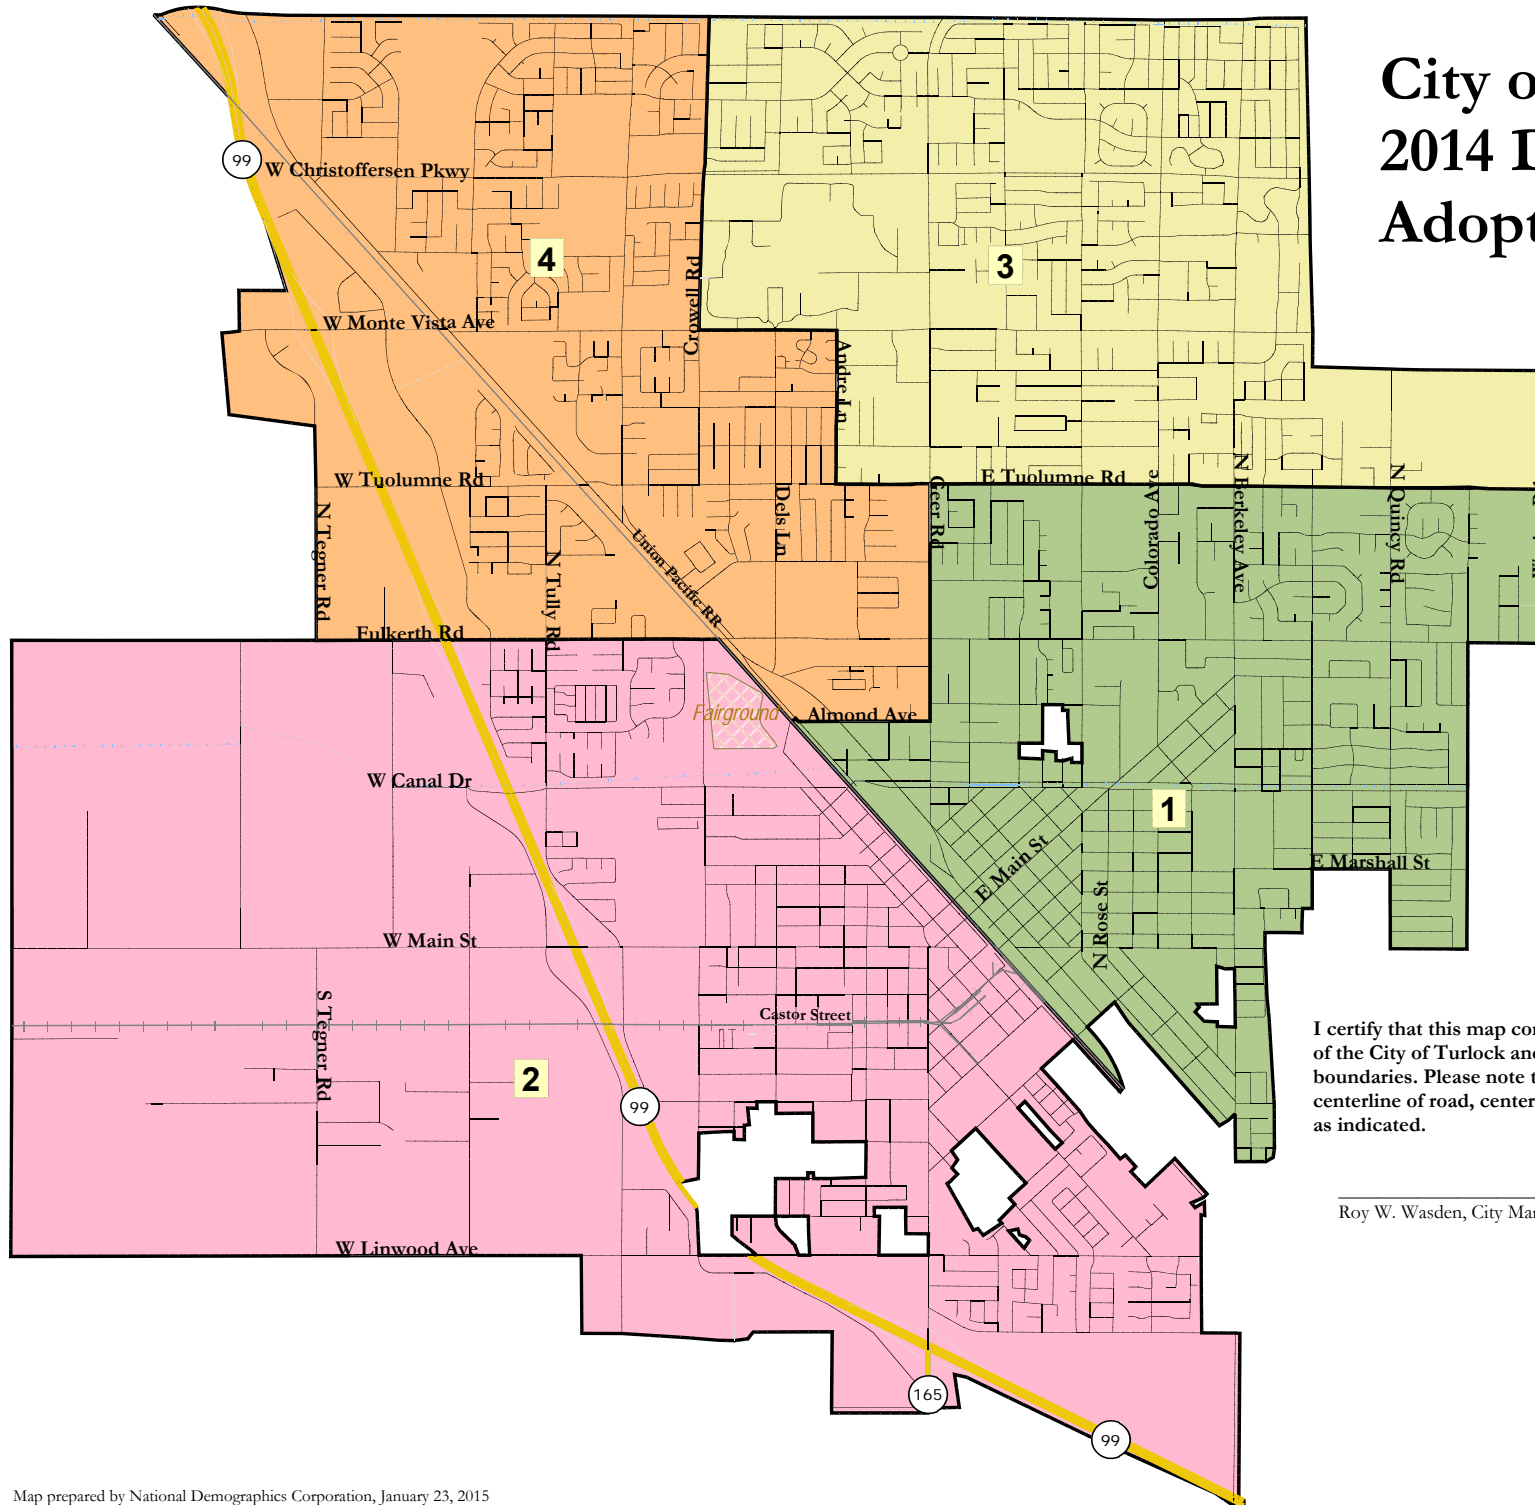 City o
2014 D
Adopt
99
W Christoffersen Pkwy
4
3
Crowell Rd
W Monte Vista Ave
Andre Ln
W Tuolumne Rd
E Tuolumne Rd
N Tegner Rd
N Tully Rd
Union Pacific RR
Dels Ln
Geer Rd
Colorado Ave
N Berkeley Ave
N Quincy Rd
Fulkerth Rd
Fairground
Almond Ave
W Canal Dr
1
E Main St
E Marshall St
N Rose St
W Main St
S Tegner Rd
Castor Street
2
99
I certify that this map cor
of the City of Turlock and
boundaries. Please note t
centerline of road, center
as indicated.
Roy W. Wasden, City Man
W Linwood Ave
165
99
Map prepared by National Demographics Corporation, January 23, 2015